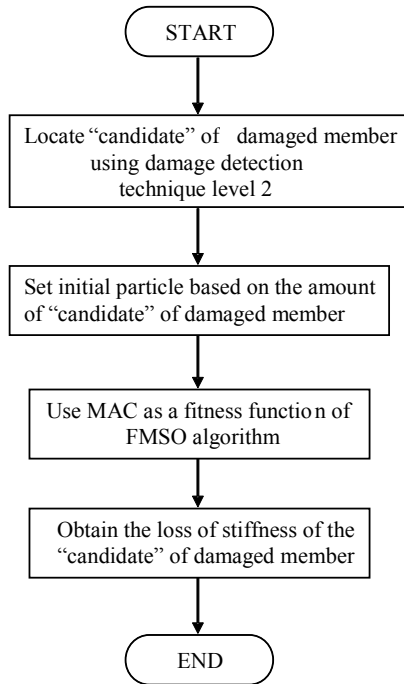 START
Locate “candidate” of damaged member
using damage detection
technique level 2
Set initial particle based on the amount
of “candidate” of damaged member
Use MAC as a fitness function of
FMSO algorithm
Obtain the loss of stiffness of the
“candidate” of damaged member
END